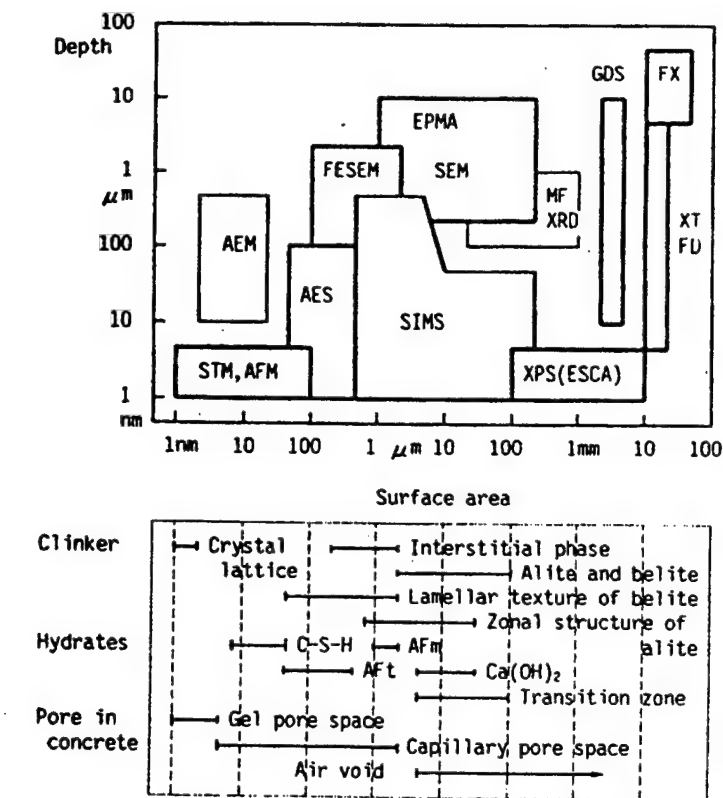 100
Depth
GDS
FX
10
EPMA
1
FESEM
SEM
μm
MF
XRD
AEM
XT
FD
100
AES
10
SIMS
STM, AFM
XPS(ESCA)
1
nm
1nm 10 100 1 μm 10 100 1mm 10 100
Surface area
Clinker
Crystal
lattice
Interstitial phase
Alite and belite
Lamellar texture of belite
Zonal structure of
alite
Hydrates
C-S-H
AFm
AFt
Ca(OH)₂
Transition zone
Pore in
concrete
Gel pore space
Capillary pore space
Air void